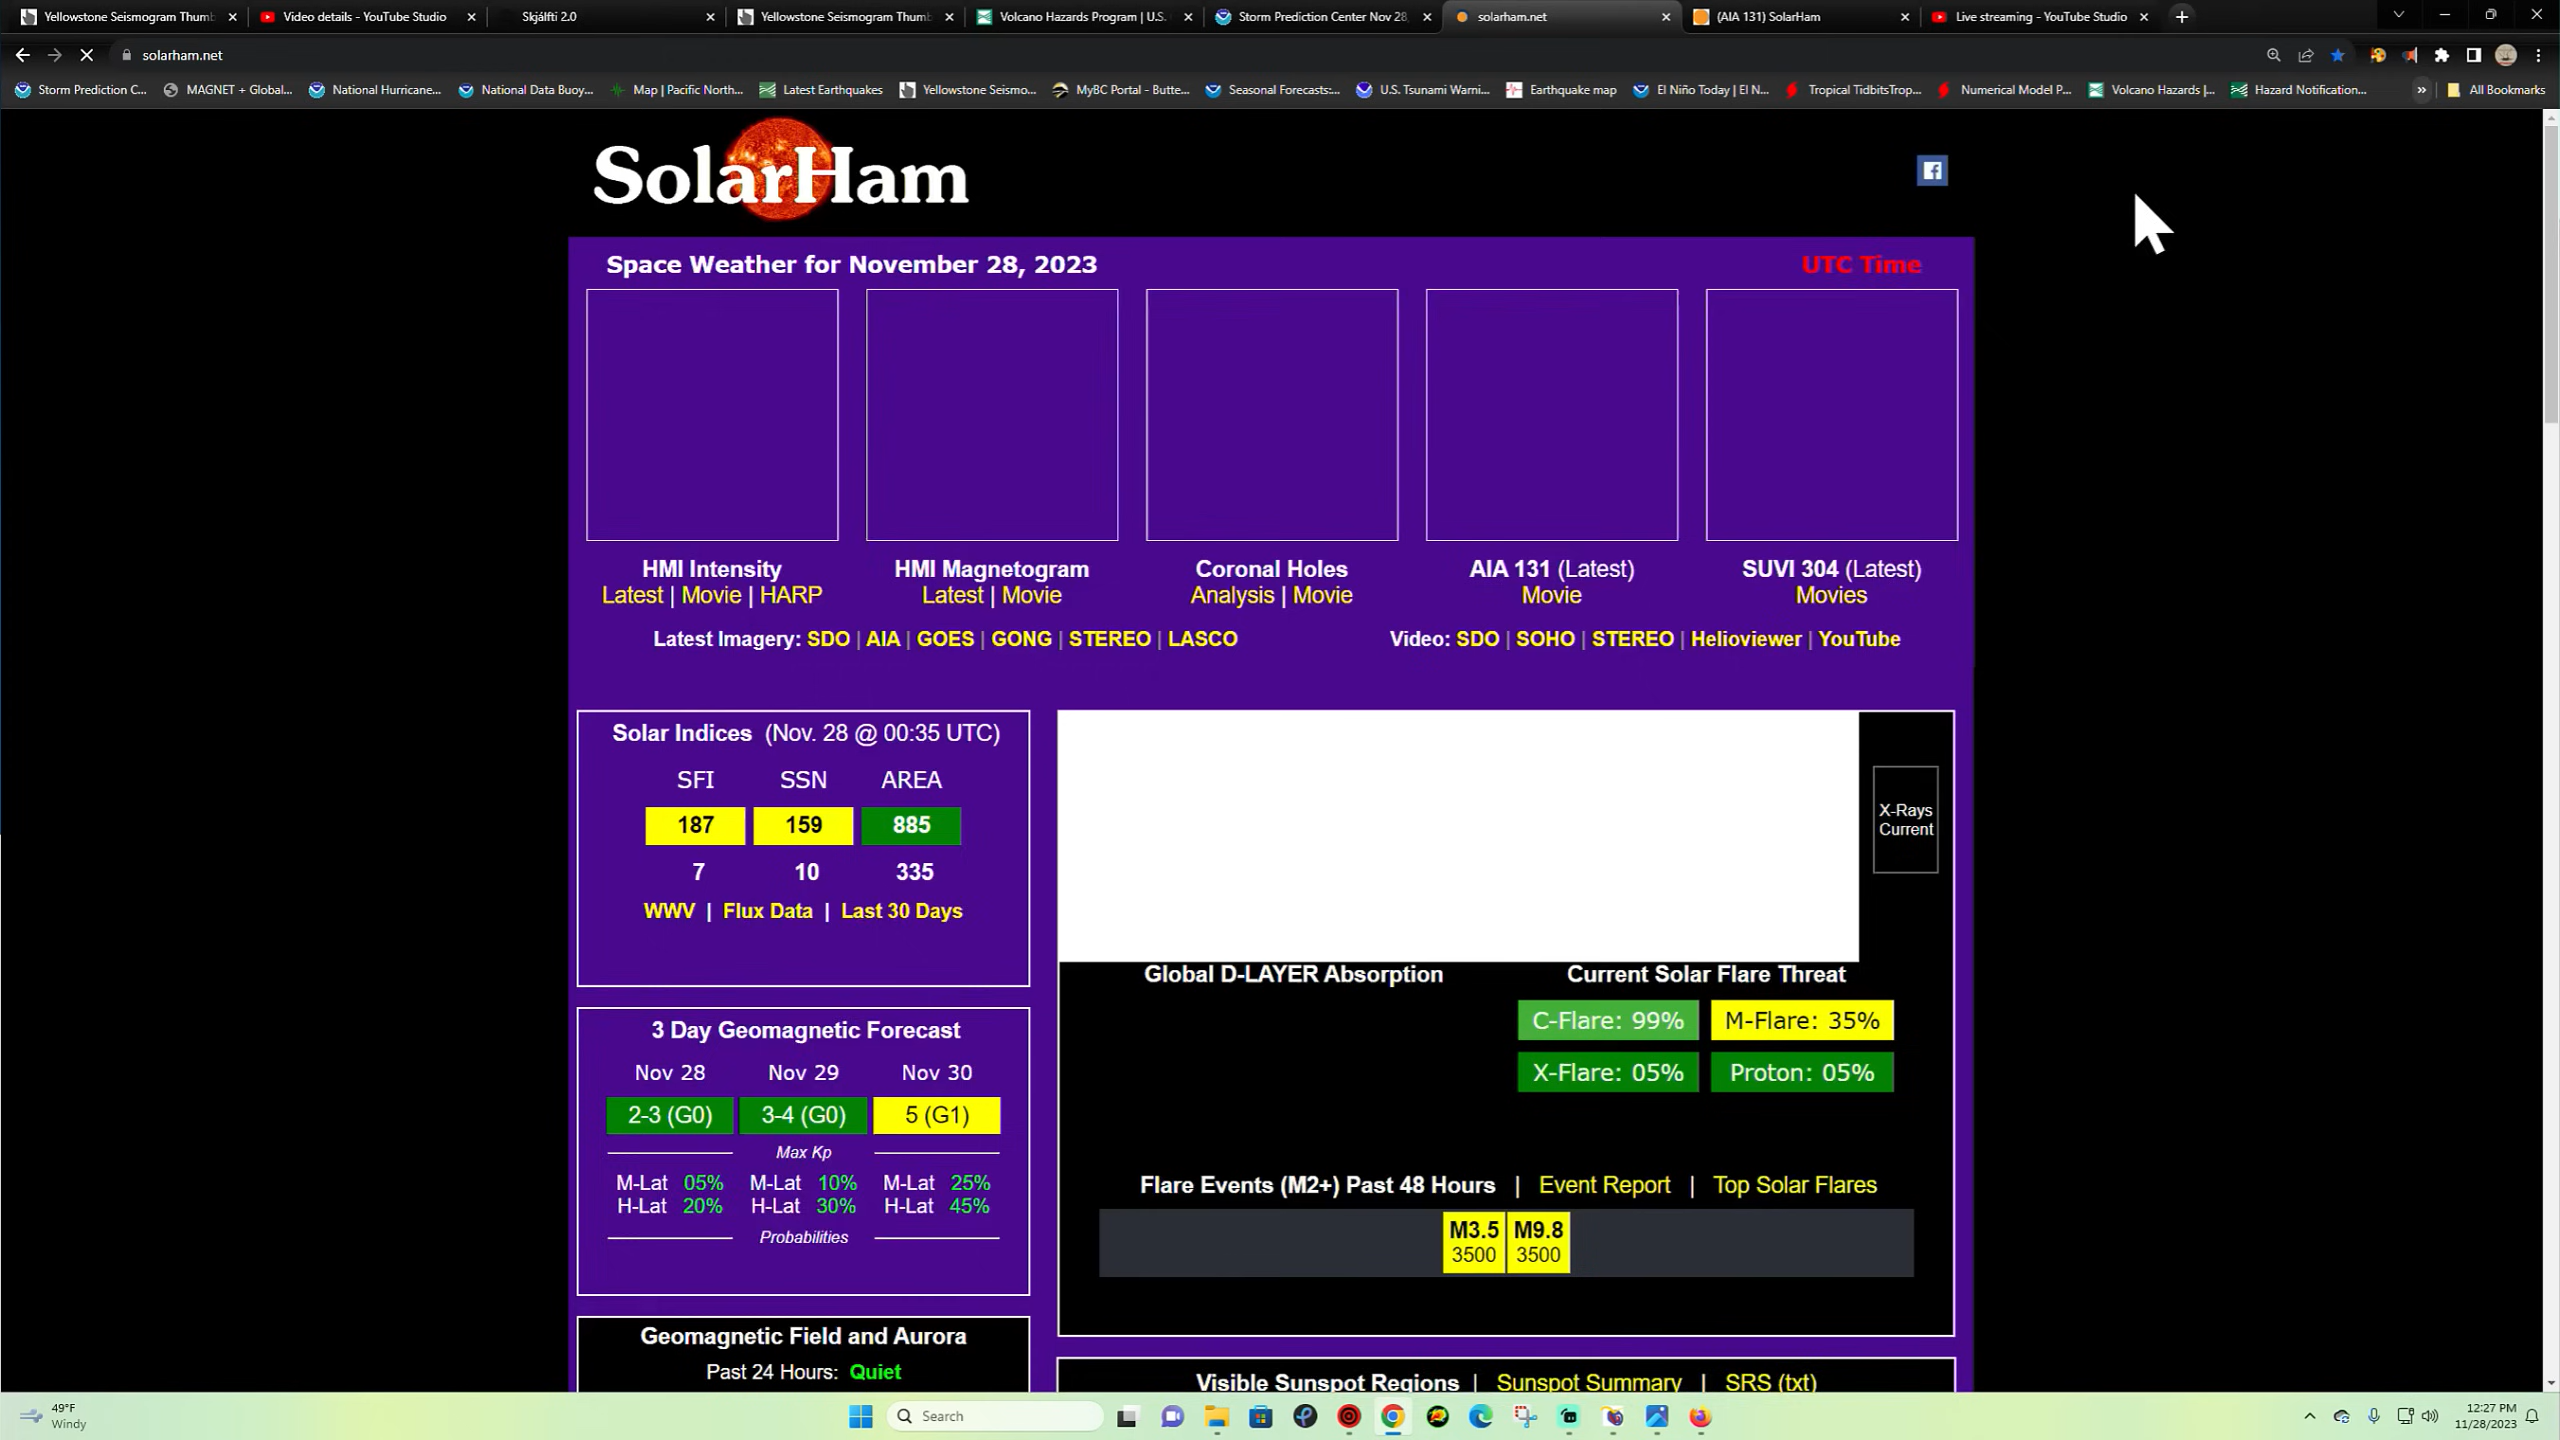 Yellowstone Seismogram Thumb
Video details - YouTube Studio
Skjálfti 2.0
Yellowstone Seismogram Thumb
Volcano Hazards Program | U.S.
Storm Prediction Center Nov 28,
solarham.net
(AIA 131) SolarHam
Live streaming - YouTube Studio
solarham.net
Storm Prediction C...
MAGNET + Global...
National Hurricane...
National Data Buoy...
Map | Pacific North...
Latest Earthquakes
Yellowstone Seismo...
MyBC Portal - Butte...
Seasonal Forecasts:...
U.S. Tsunami Warni...
Earthquake map
El Niño Today | El N...
Tropical TidbitsTrop...
Numerical Model P...
Volcano Hazards |...
Hazard Notification...
»
All Bookmarks
SolarHam
Space Weather for November 28, 2023
UTC Time
HMI Intensity
Latest | Movie | HARP
HMI Magnetogram
Latest | Movie
Coronal Holes
Analysis | Movie
AIA 131 (Latest)
Movie
SUVI 304 (Latest)
Movies
Latest Imagery: SDO | AIA | GOES | GONG | STEREO | LASCO
Video: SDO | SOHO | STEREO | Helioviewer | YouTube
Solar Indices (Nov. 28 @ 00:35 UTC)
SFI SSN AREA
187 159 885
7 10 335
WWV | Flux Data | Last 30 Days
X-Rays
Current
Global D-LAYER Absorption
Current Solar Flare Threat
C-Flare: 99% M-Flare: 35%
X-Flare: 05% Proton: 05%
3 Day Geomagnetic Forecast
Nov 28 Nov 29 Nov 30
2-3 (G0) 3-4 (G0) 5 (G1)
Max Kp
M-Lat 05% M-Lat 10% M-Lat 25%
H-Lat 20% H-Lat 30% H-Lat 45%
Probabilities
Flare Events (M2+) Past 48 Hours | Event Report | Top Solar Flares
M3.5 M9.8
3500 3500
Geomagnetic Field and Aurora
Past 24 Hours: Quiet
Visible Sunspot Regions | Sunspot Summary | SRS (txt)
49°F
Windy
Search
12:27 PM
11/28/2023